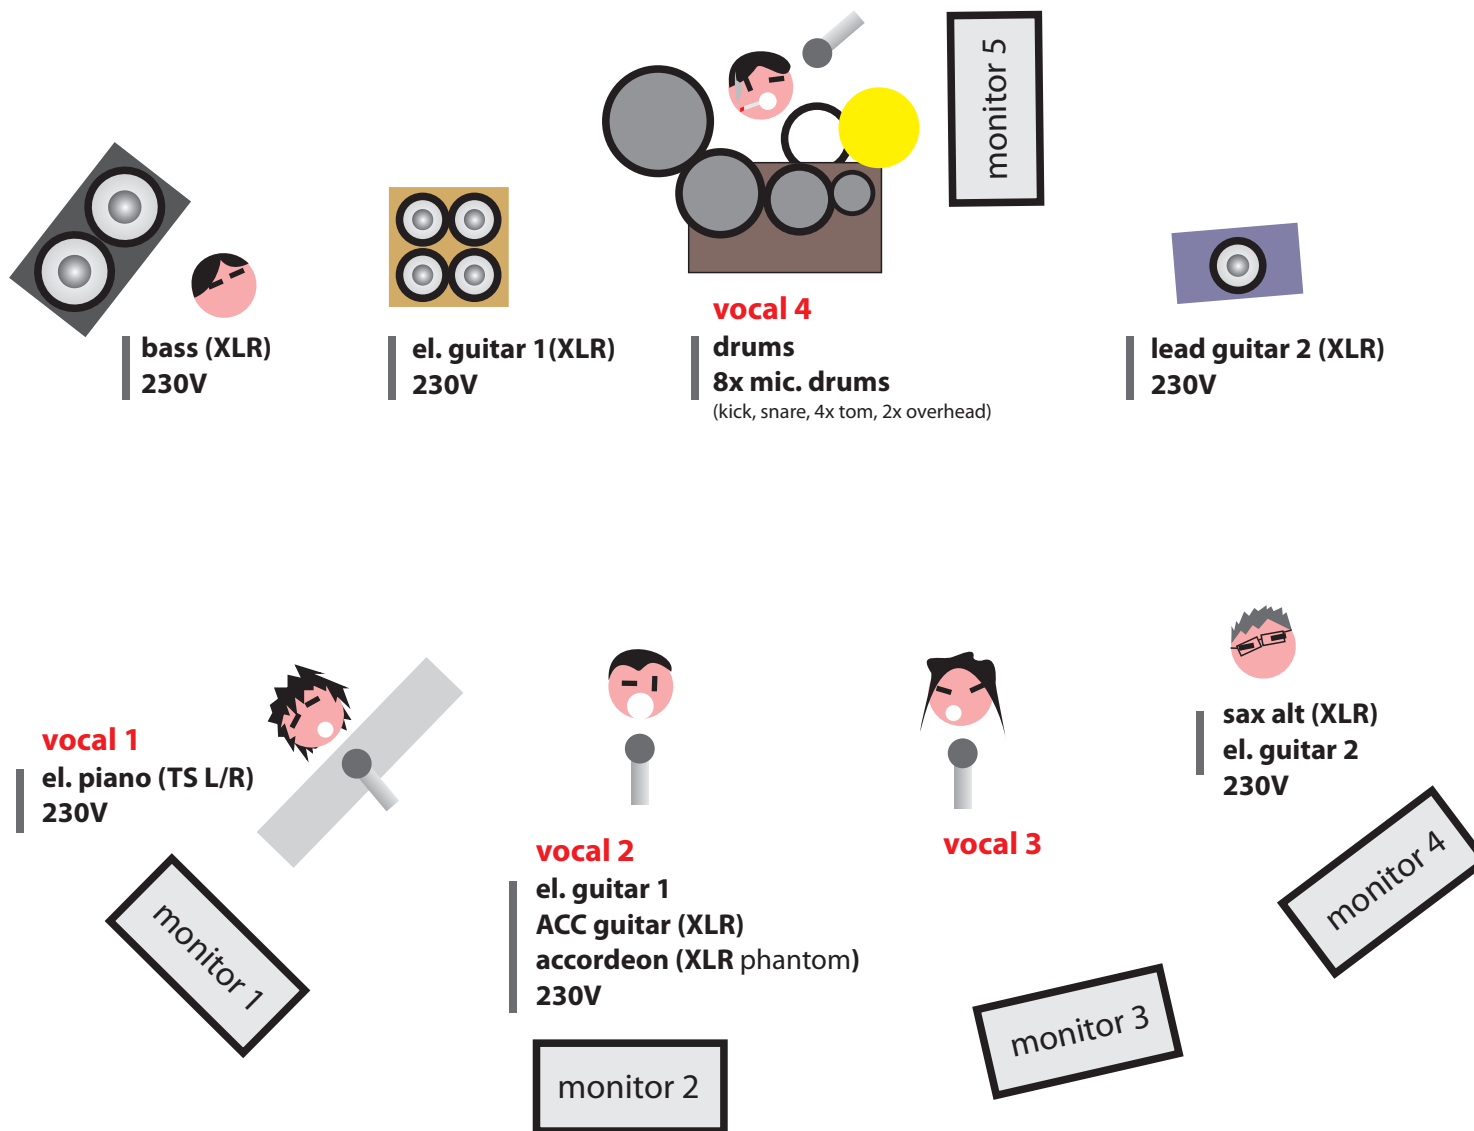 monitor 5
bass (XLR)
230V
el. guitar 1(XLR)
230V
vocal 4
drums
8x mic. drums
(kick, snare, 4x tom, 2x overhead)
lead guitar 2 (XLR)
230V
vocal 1
el. piano (TS L/R)
230V
monitor 1
vocal 2
el. guitar 1
ACC guitar (XLR)
accordeon (XLR phantom)
230V
monitor 2
vocal 3
monitor 3
sax alt (XLR)
el. guitar 2
230V
monitor 4